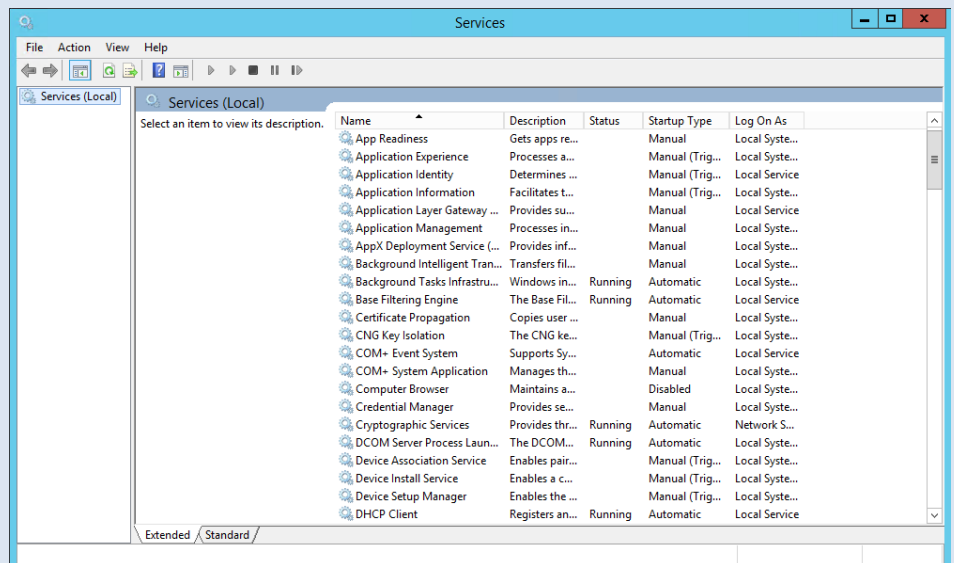 Services
File Action View Help
Services (Local)
Services (Local)
Select an item to view its description.
Name Description Status Startup Type Log On As
App Readiness Gets apps re... Manual Local Syste...
Application Experience Processes a... Manual (Trig... Local Syste...
Application Identity Determines ... Manual (Trig... Local Service
Application Information Facilitates t... Manual (Trig... Local Syste...
Application Layer Gateway ... Provides su... Manual Local Service
Application Management Processes in... Manual Local Syste...
AppX Deployment Service (... Provides inf... Manual Local Syste...
Background Intelligent Tran... Transfers fil... Manual Local Syste...
Background Tasks Infrastru... Windows in... Running Automatic Local Syste...
Base Filtering Engine The Base Fil... Running Automatic Local Service
Certificate Propagation Copies user ... Manual Local Syste...
CNG Key Isolation The CNG ke... Manual (Trig... Local Syste...
COM+ Event System Supports Sy... Automatic Local Service
COM+ System Application Manages th... Manual Local Syste...
Computer Browser Maintains a... Disabled Local Syste...
Credential Manager Provides se... Manual Local Syste...
Cryptographic Services Provides thr... Running Automatic Network S...
DCOM Server Process Laun... The DCOM... Running Automatic Local Syste...
Device Association Service Enables pair... Manual (Trig... Local Syste...
Device Install Service Enables a c... Manual (Trig... Local Syste...
Device Setup Manager Enables the ... Manual (Trig... Local Syste...
DHCP Client Registers an... Running Automatic Local Service
Extended Standard